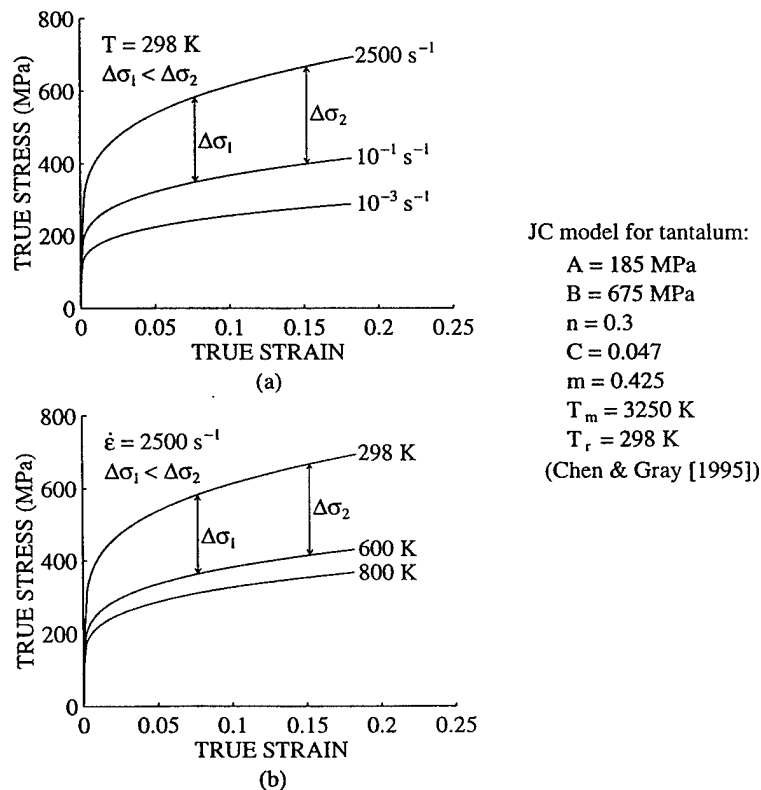 800
600
400
200
0
TRUE STRESS (MPa)
T = 298 K
Δσ₁ < Δσ₂
2500 s⁻¹
Δσ₁
Δσ₂
10⁻¹ s⁻¹
10⁻³ s⁻¹
0 0.05 0.1 0.15 0.2 0.25
TRUE STRAIN
(a)
800
600
400
200
0
TRUE STRESS (MPa)
ε̇ = 2500 s⁻¹
Δσ₁ < Δσ₂
298 K
Δσ₁
Δσ₂
600 K
800 K
0 0.05 0.1 0.15 0.2 0.25
TRUE STRAIN
(b)
JC model for tantalum:
A = 185 MPa
B = 675 MPa
n = 0.3
C = 0.047
m = 0.425
Tₘ = 3250 K
Tᵣ = 298 K
(Chen & Gray [1995])